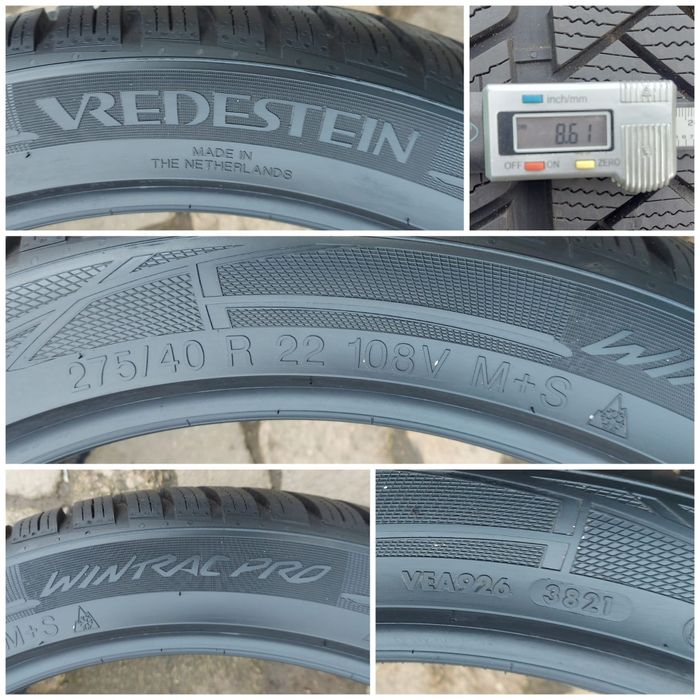 VREDESTEIN
MADE IN
THE NETHERLANDS
inch/mm
8.61
OFF ON ZERO
275/40 R 22 108V M+S
WINTRAC PRO
M+S
VEA926 3821